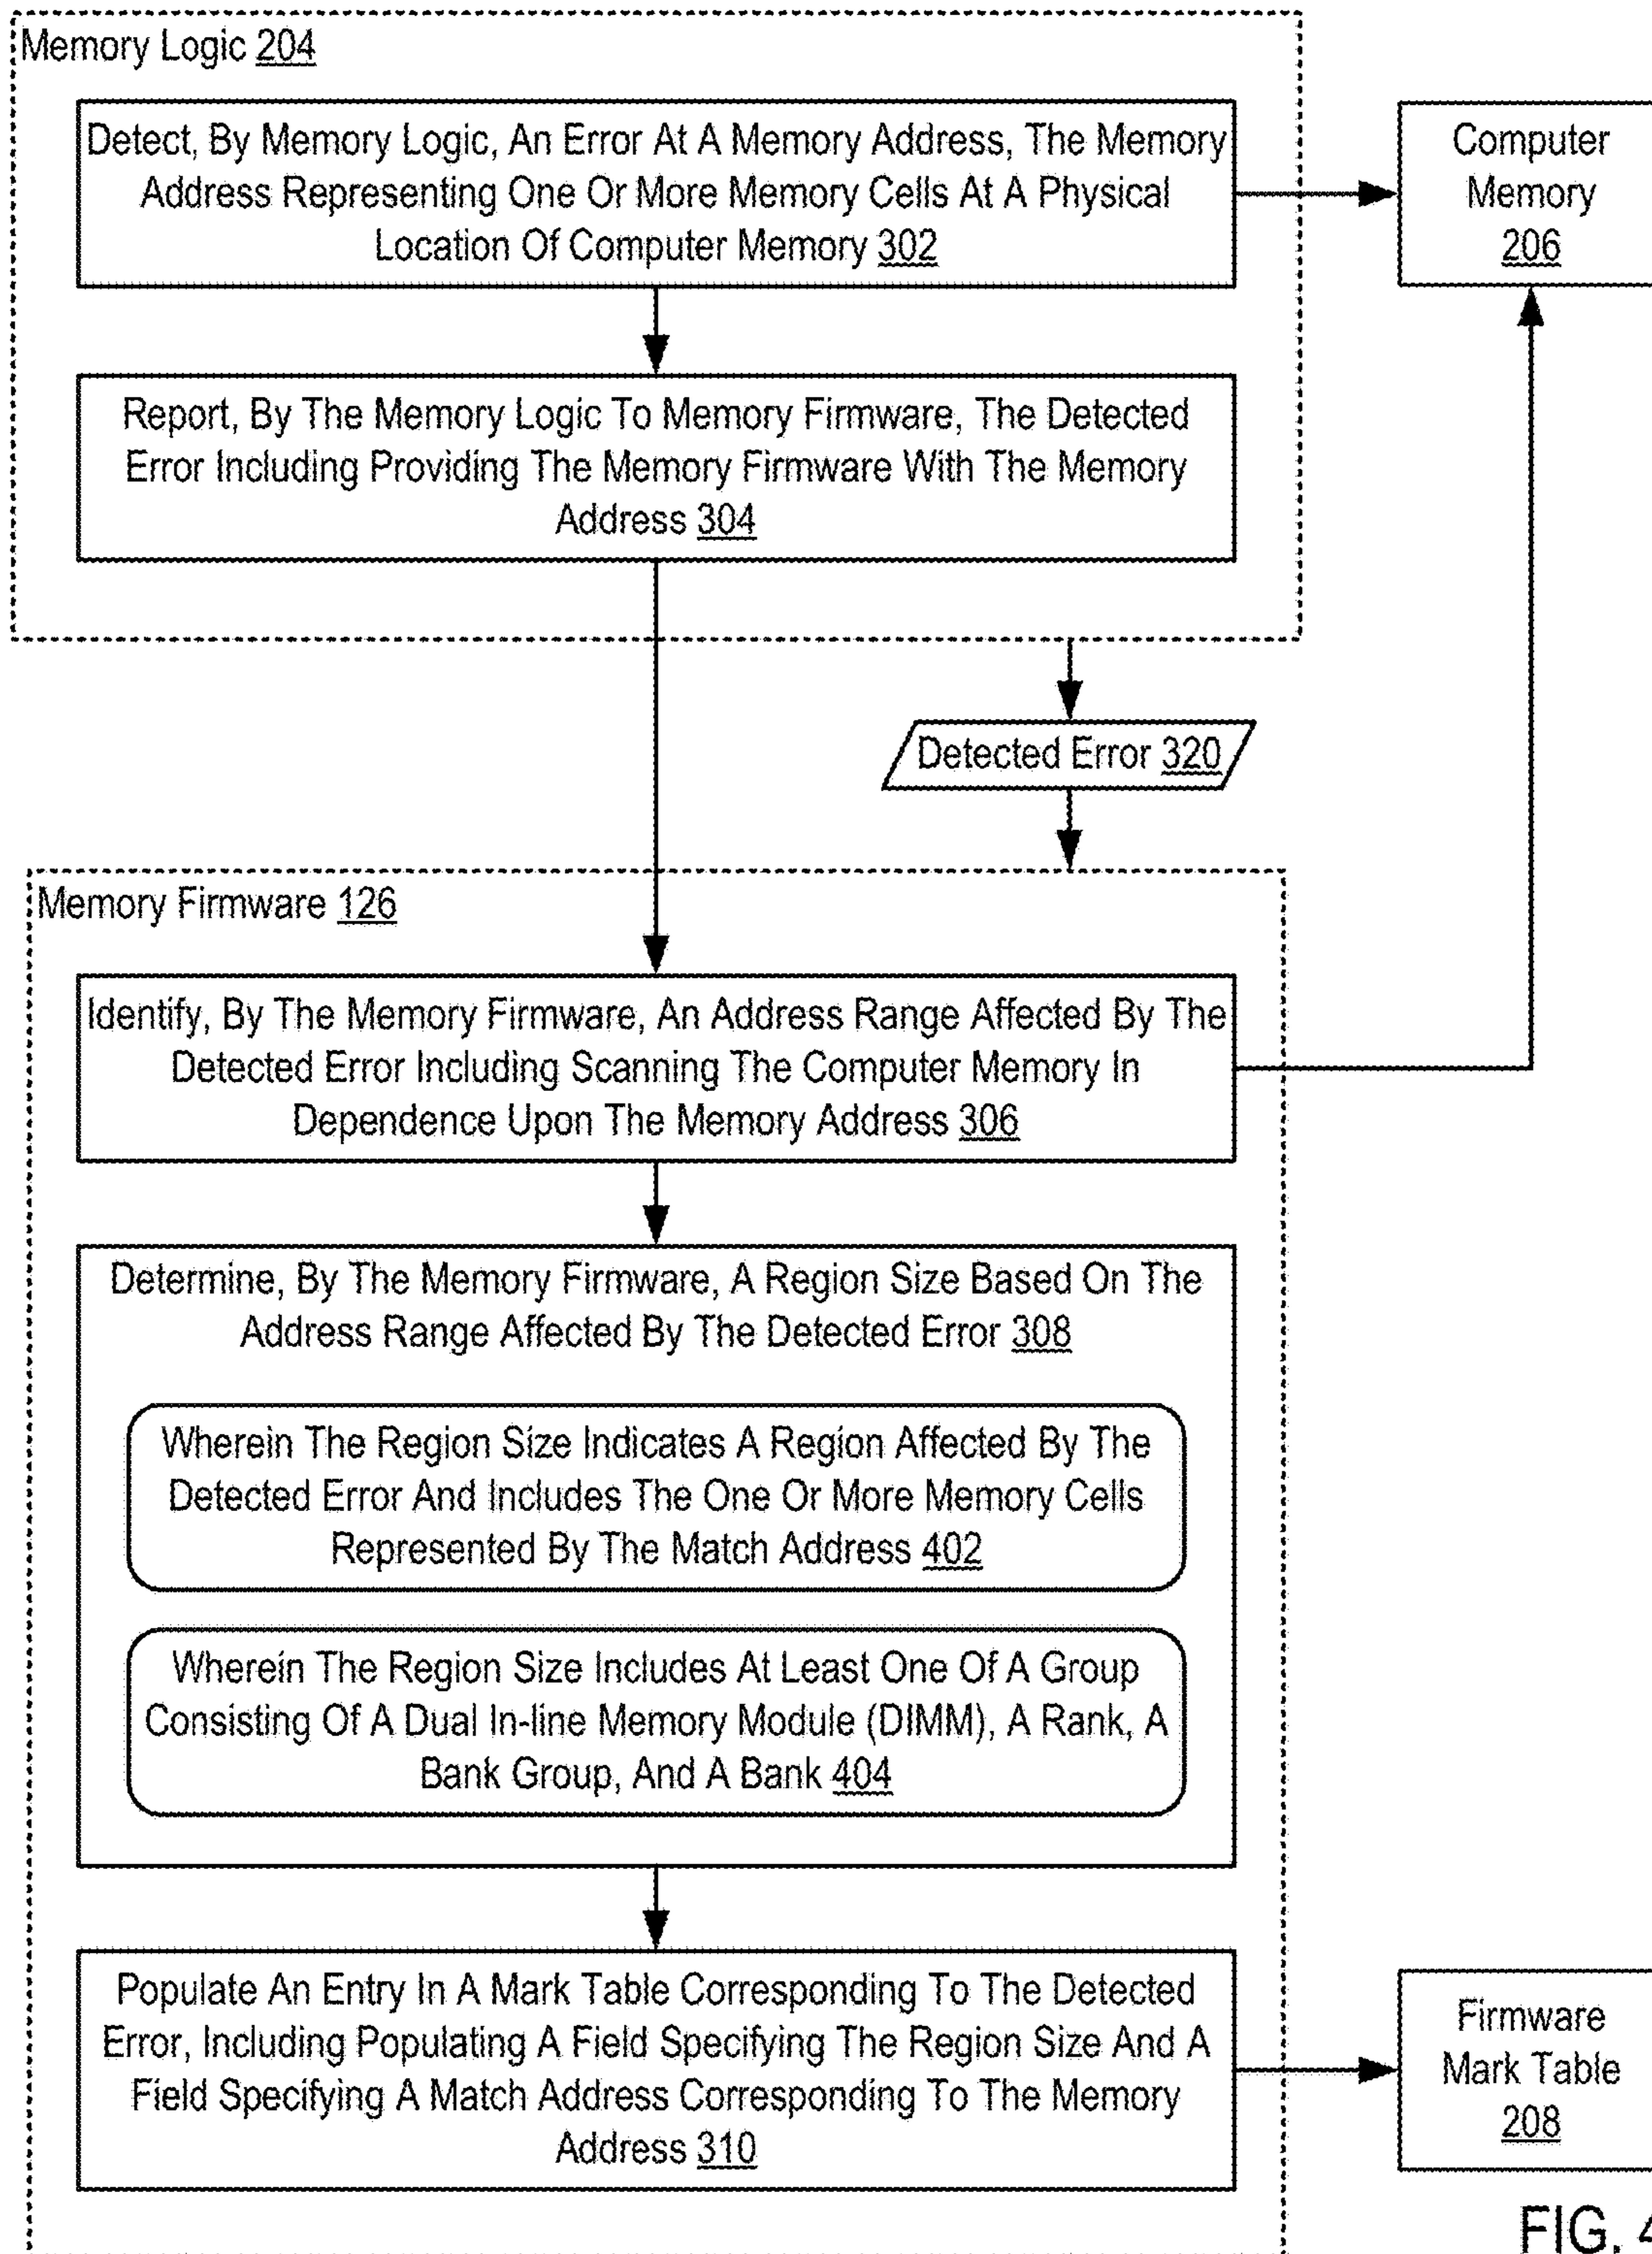 Memory Logic 204
Detect, By Memory Logic, An Error At A Memory Address, The Memory
Address Representing One Or More Memory Cells At A Physical
Location Of Computer Memory 302
Computer
Memory
206
Report, By The Memory Logic To Memory Firmware, The Detected
Error Including Providing The Memory Firmware With The Memory
Address 304
Detected Error 320
Memory Firmware 126
Identify, By The Memory Firmware, An Address Range Affected By The
Detected Error Including Scanning The Computer Memory In
Dependence Upon The Memory Address 306
Determine, By The Memory Firmware, A Region Size Based On The
Address Range Affected By The Detected Error 308
Wherein The Region Size Indicates A Region Affected By The
Detected Error And Includes The One Or More Memory Cells
Represented By The Match Address 402
Wherein The Region Size Includes At Least One Of A Group
Consisting Of A Dual In-line Memory Module (DIMM), A Rank, A
Bank Group, And A Bank 404
Populate An Entry In A Mark Table Corresponding To The Detected
Error, Including Populating A Field Specifying The Region Size And A
Field Specifying A Match Address Corresponding To The Memory
Address 310
Firmware
Mark Table
208
FIG. 4